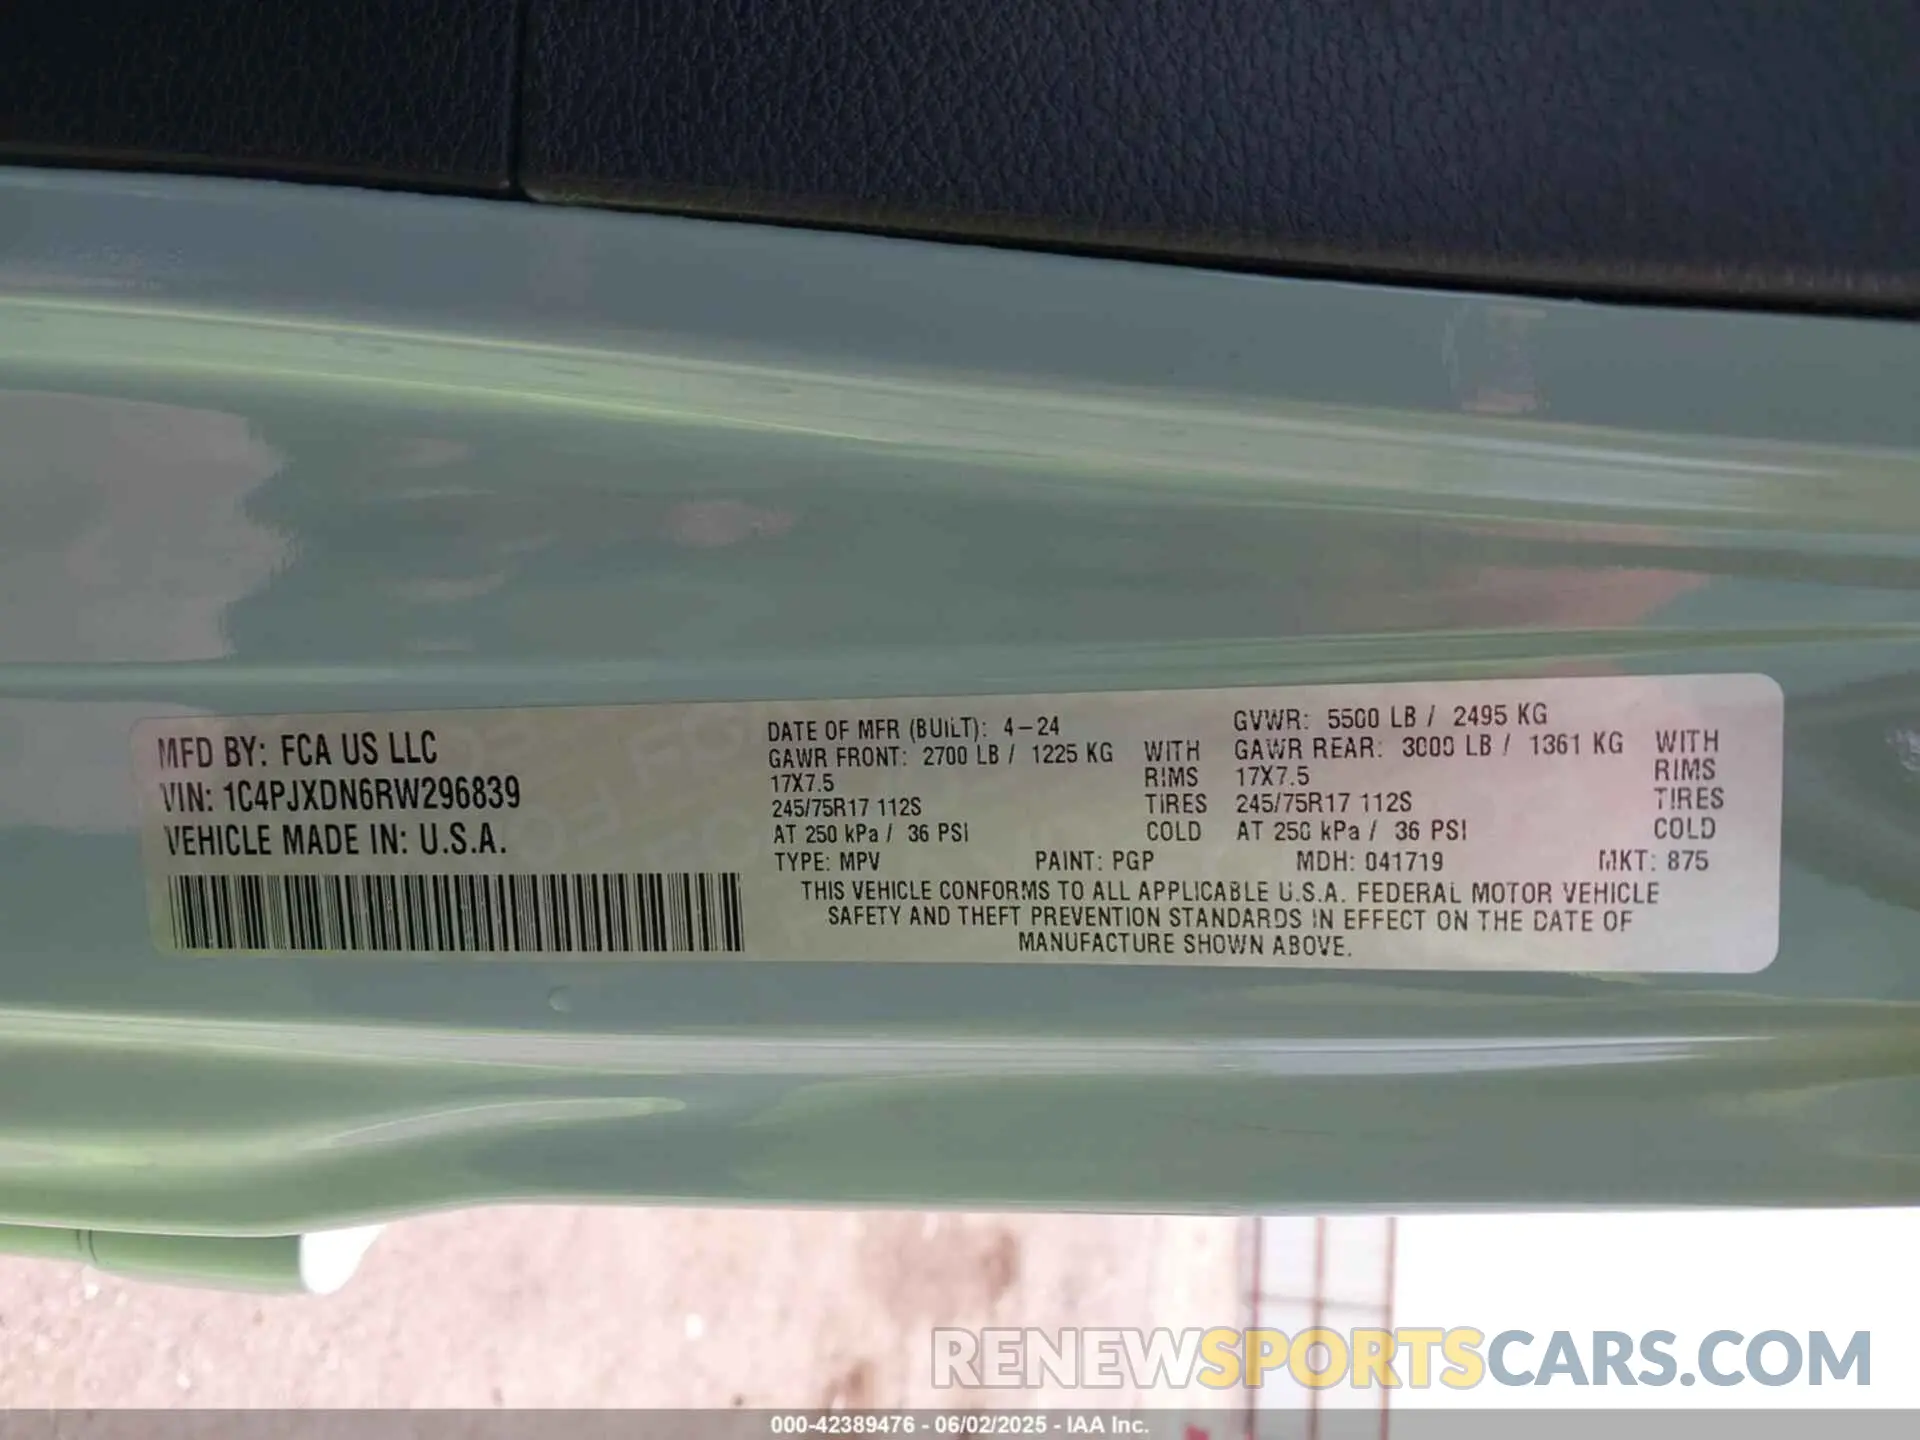 MFD BY: FCA US LLC
VIN: 1C4PJXDN6RW296839
VEHICLE MADE IN: U.S.A.
DATE OF MFR (BUILT): 4-24
GVWR: 5500 LB / 2495 KG
GAWR FRONT: 2700 LB / 1225 KG WITH
GAWR REAR: 3000 LB / 1361 KG WITH
17X7.5 RIMS
17X7.5 RIMS
245/75R17 112S TIRES
245/75R17 112S TIRES
AT 250 kPa / 36 PSI COLD
AT 250 kPa / 36 PSI COLD
TYPE: MPV PAINT: PGP MDH: 041719 MKT: 875
THIS VEHICLE CONFORMS TO ALL APPLICABLE U.S.A. FEDERAL MOTOR VEHICLE
SAFETY AND THEFT PREVENTION STANDARDS IN EFFECT ON THE DATE OF
MANUFACTURE SHOWN ABOVE.
RENEWSPORTSCARS.COM
000-42389476 - 06/02/2025 - IAA Inc.